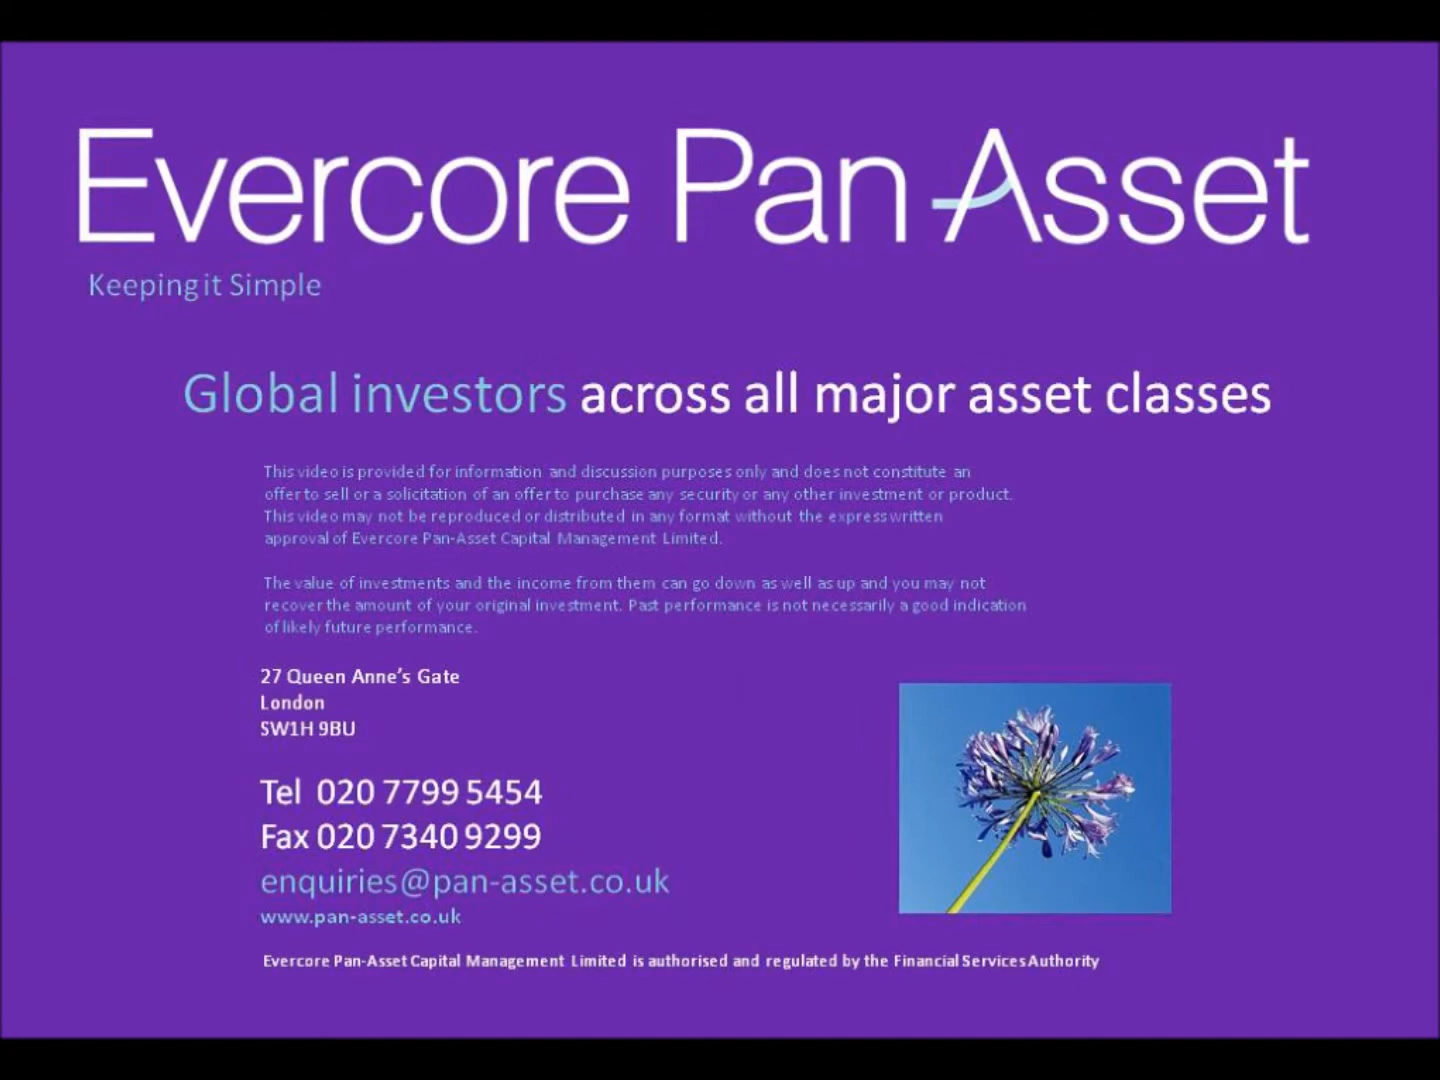 Evercore Pan-Asset
Keeping it Simple
Global investors across all major asset classes
This video is provided for information and discussion purposes only and does not constitute an
offer to sell or a solicitation of an offer to purchase any security or any other investment or product.
This video may not be reproduced or distributed in any format without the express written
approval of Evercore Pan-Asset Capital Management Limited.
The value of investments and the income from them can go down as well as up and you may not
recover the amount of your original investment. Past performance is not necessarily a good indication
of likely future performance.
27 Queen Anne’s Gate
London
SW1H 9BU
Tel 020 7799 5454
Fax 020 7340 9299
enquiries@pan-asset.co.uk
www.pan-asset.co.uk
Evercore Pan-Asset Capital Management Limited is authorised and regulated by the Financial Services Authority